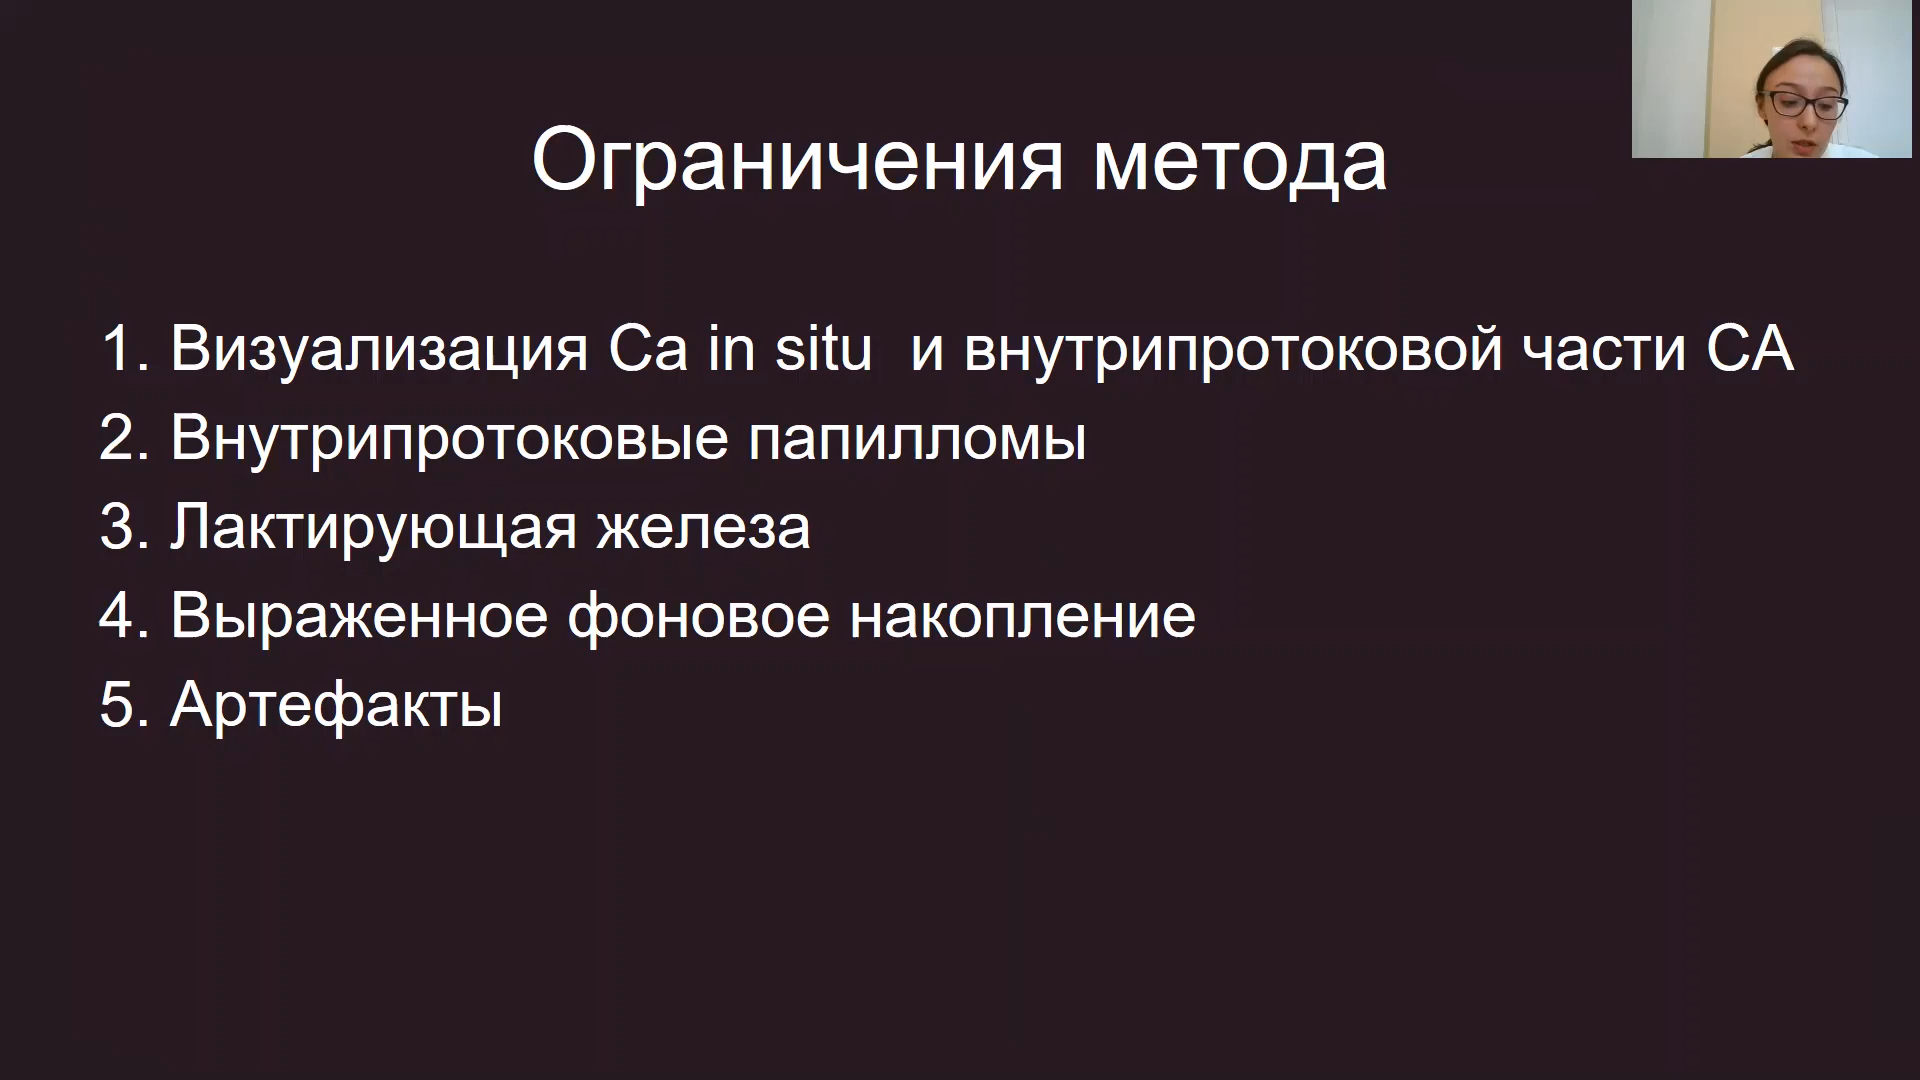 Ограничения метода
1. Визуализация Ca in situ  и внутрипротоковой части СА
2. Внутрипротоковые папилломы
3. Лактирующая железа
4. Выраженное фоновое накопление
5. Артефакты